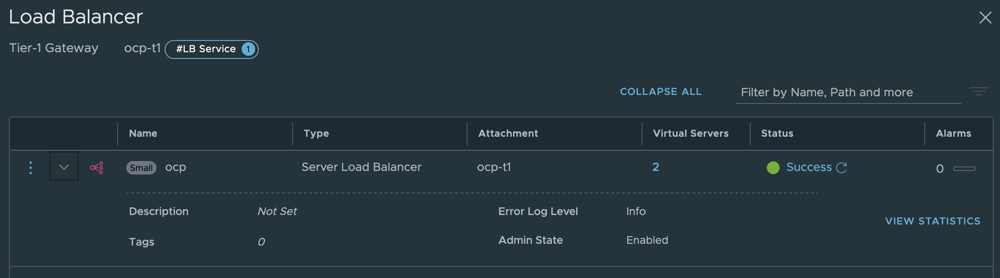 Load Balancer
Tier-1 Gateway ocp-t1 #LB Service 1
COLLAPSE ALL Filter by Name, Path and more
Name Type Attachment Virtual Servers Status Alarms
Small ocp Server Load Balancer ocp-t1 2 Success 0
Description Not Set Error Log Level Info
VIEW STATISTICS
Tags 0 Admin State Enabled